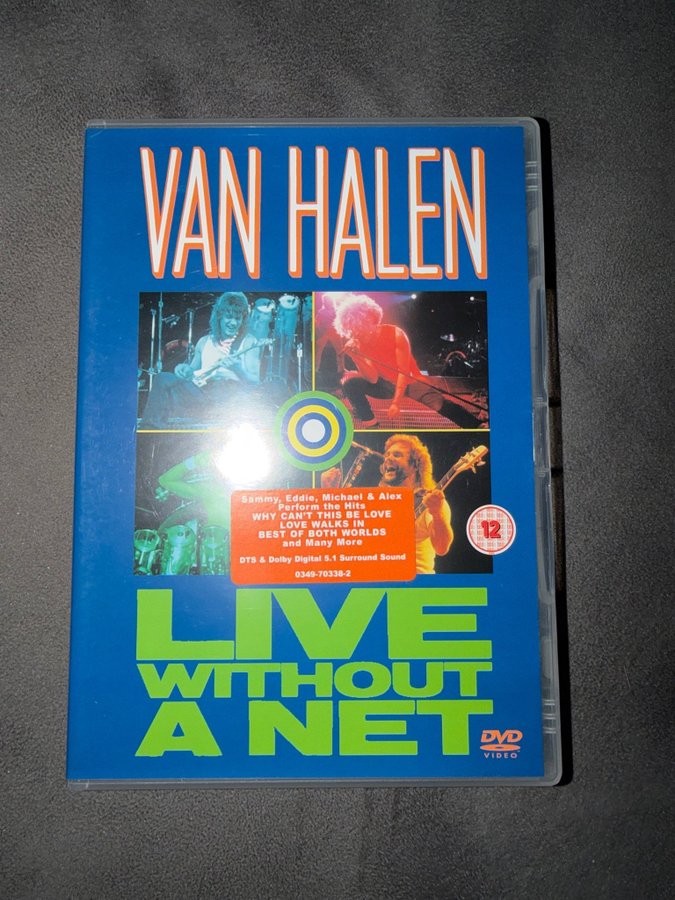 VAN HALEN
Sammy, Eddie, Michael & Alex
Perform the Hits
WHY CAN'T THIS BE LOVE
LOVE WALKS IN
BEST OF BOTH WORLDS
and Many More
DTS & Dolby Digital 5.1 Surround Sound
0349-70338-2
12
LIVE
WITHOUT
A NET
DVD
VIDEO